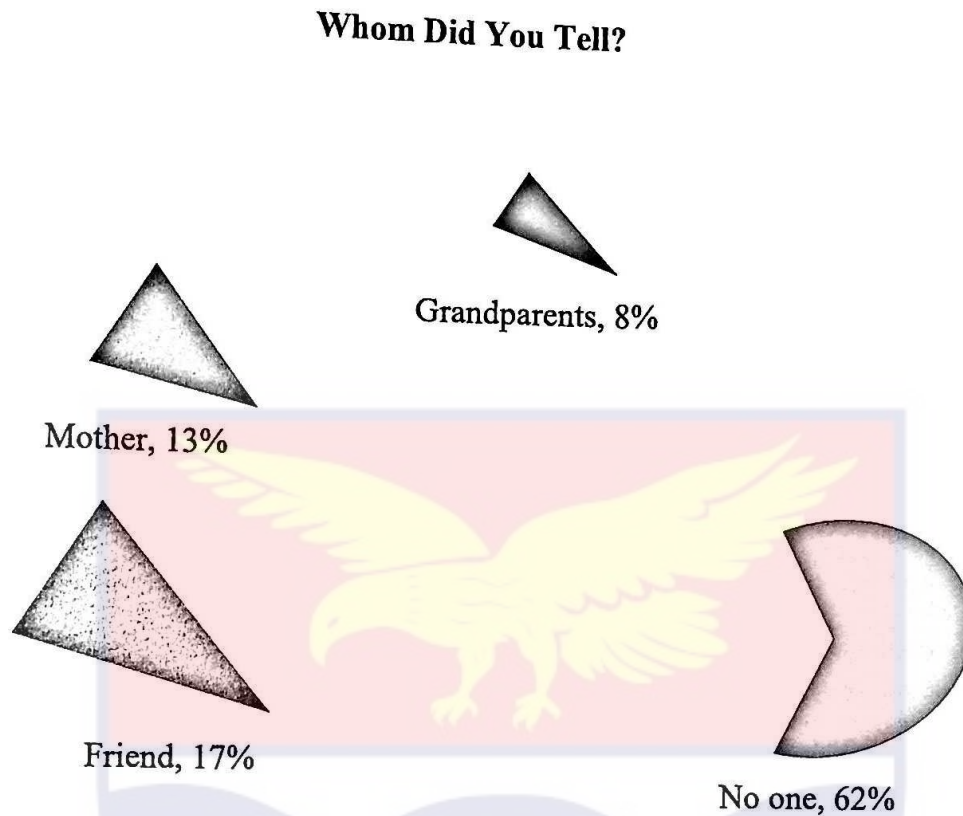 Whom Did You Tell?
Grandparents, 8%
Mother, 13%
Friend, 17%
No one, 62%